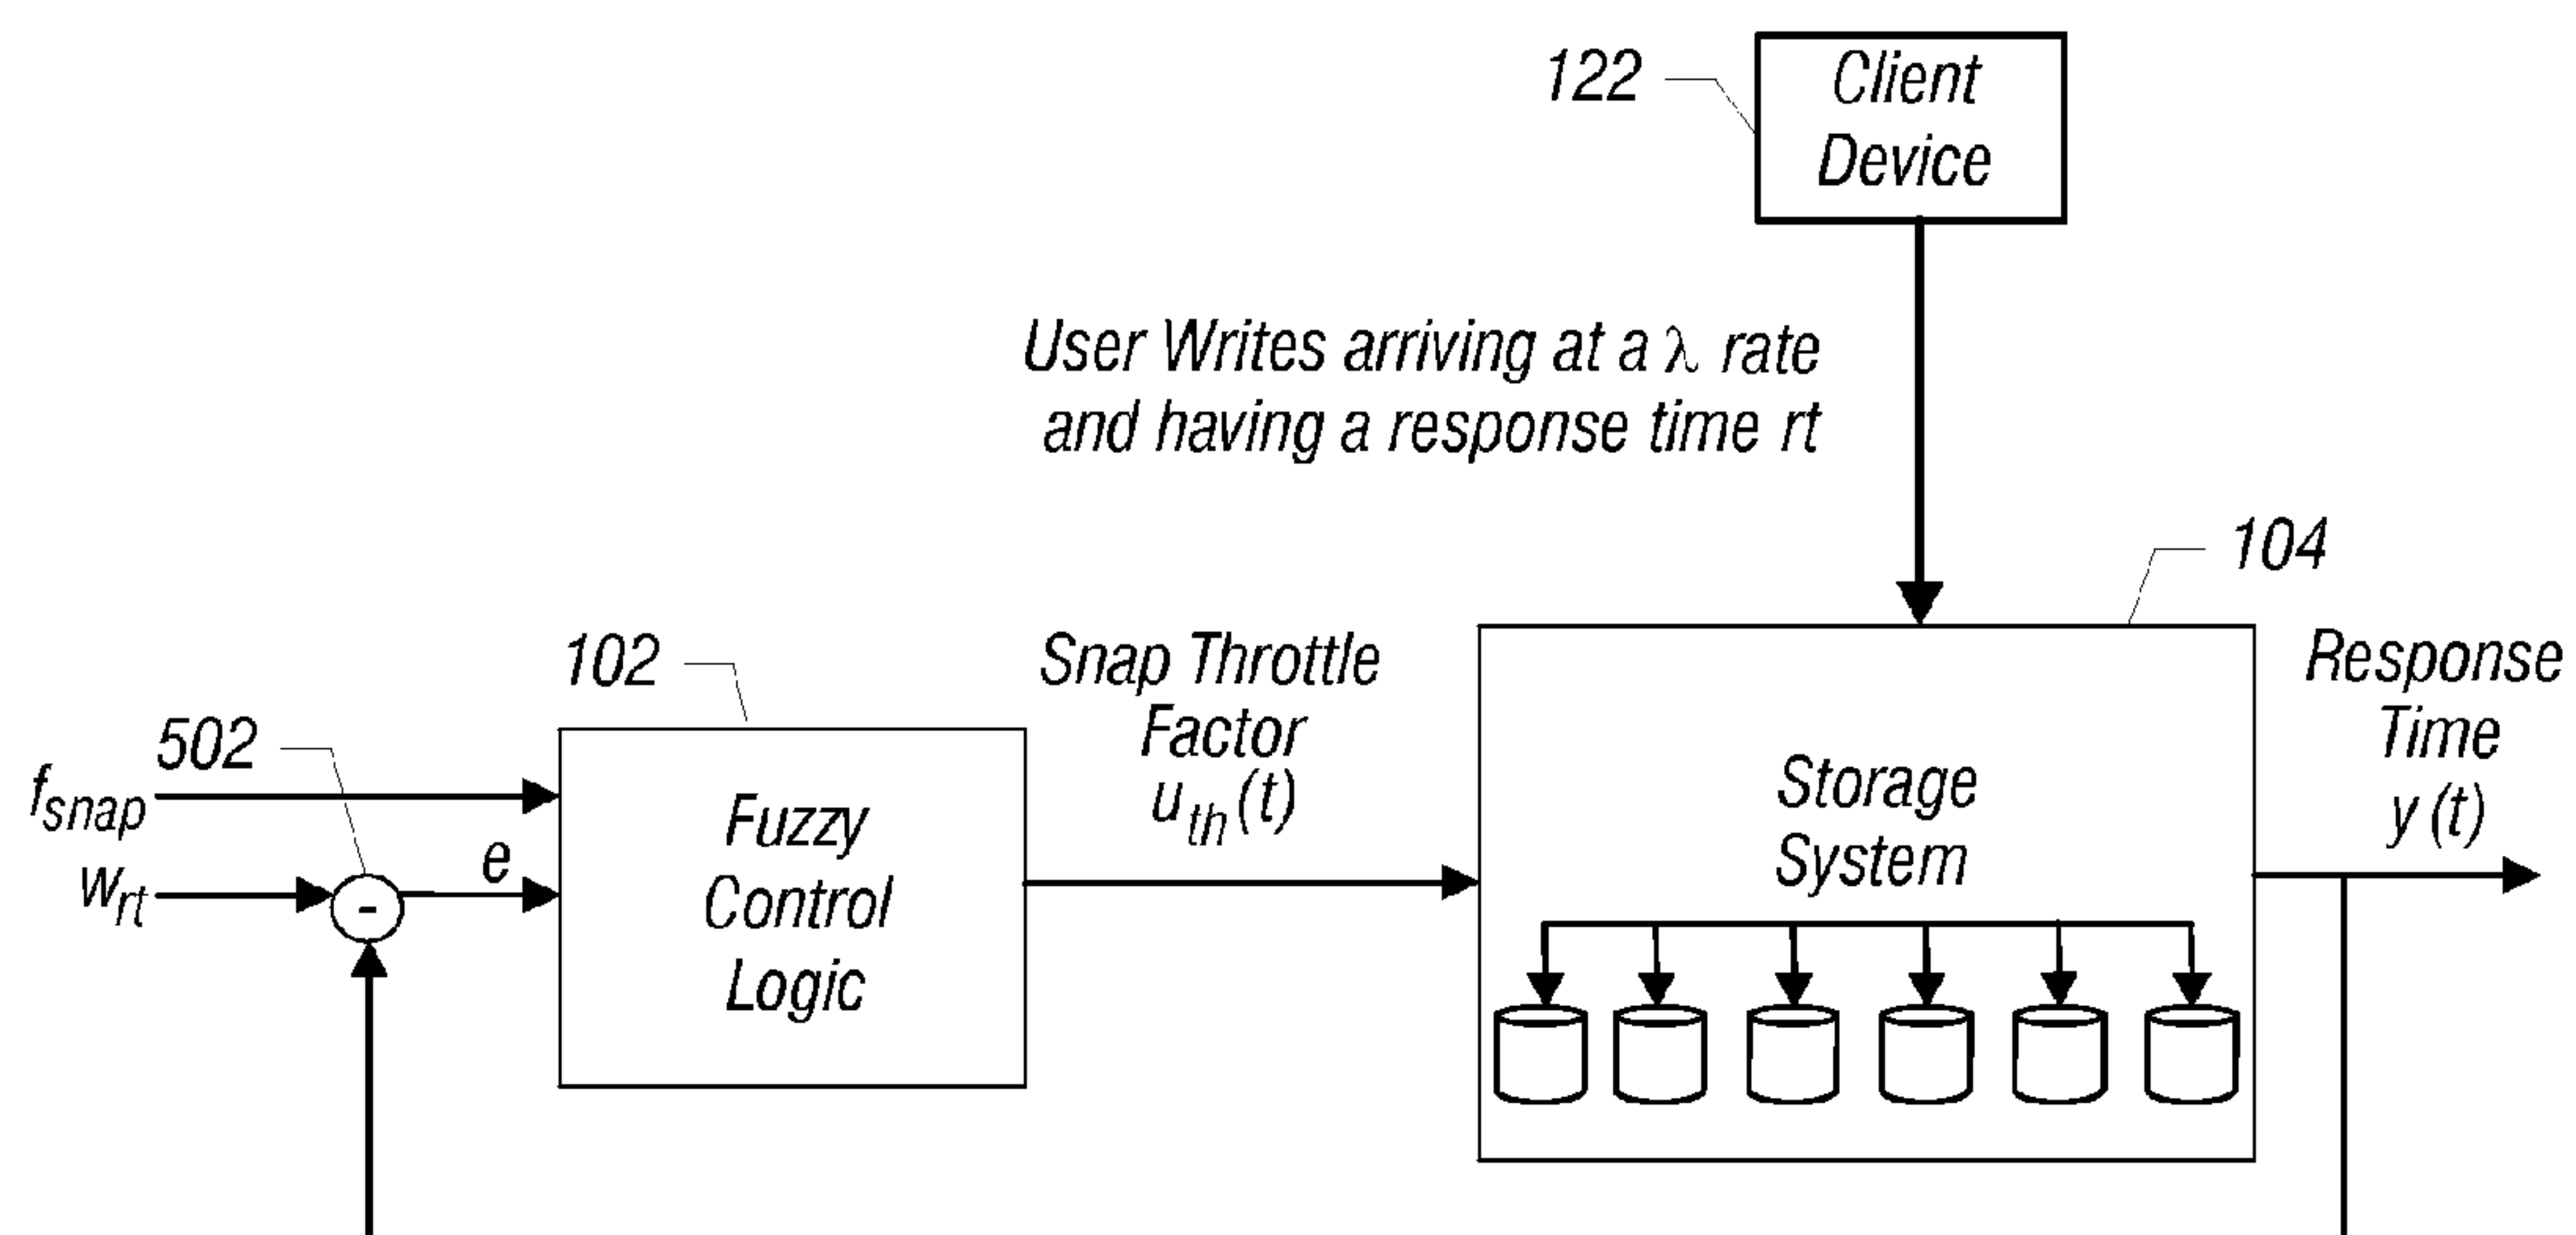 122
Client
Device
User Writes arriving at a λ rate
and having a response time rt
104
102
Snap Throttle
Factor
u_th (t)
Response
Time
y (t)
502
f_snap
w_rt
e
-
Fuzzy
Control
Logic
Storage
System